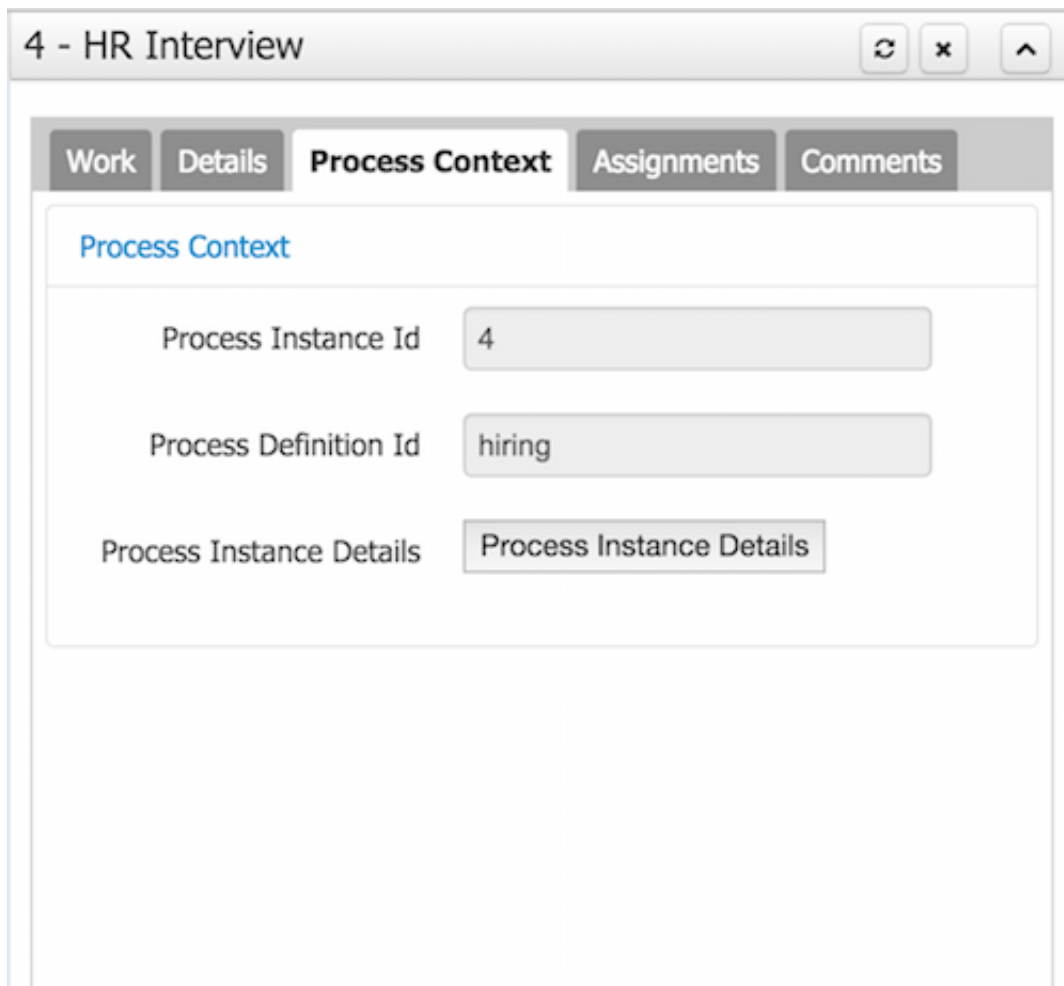 4 - HR Interview
Work Details Process Context Assignments Comments
Process Context
Process Instance Id 4
Process Definition Id hiring
Process Instance Details Process Instance Details